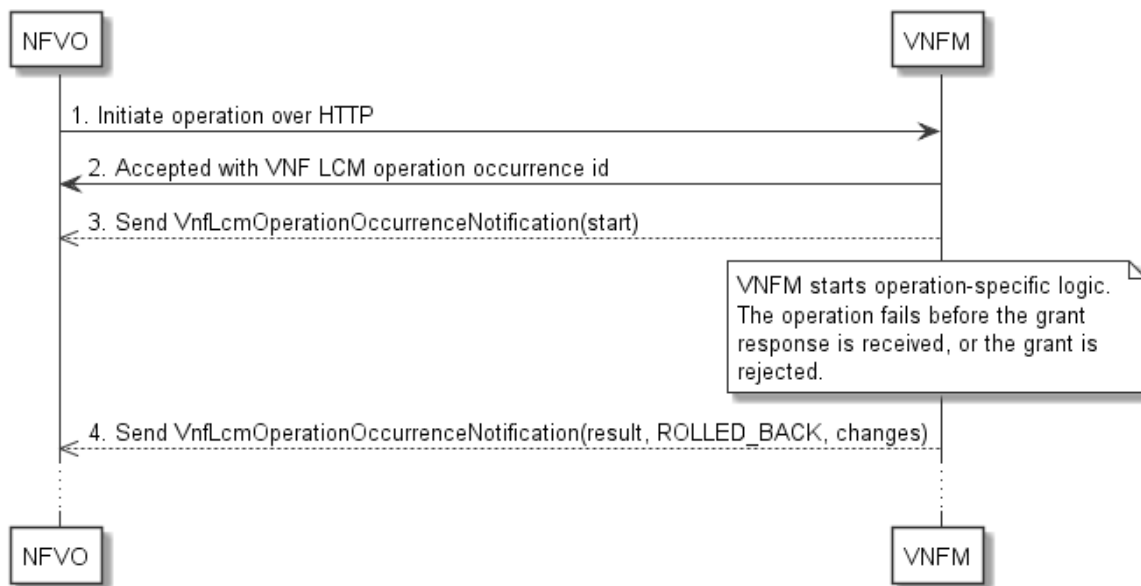 NFVO
VNFM
1. Initiate operation over HTTP
2. Accepted with VNF LCM operation occurrence id
3. Send VnfLcmOperationOccurrenceNotification(start)
VNFM starts operation-specific logic.
The operation fails before the grant
response is received, or the grant is
rejected.
4. Send VnfLcmOperationOccurrenceNotification(result, ROLLED_BACK, changes)
NFVO
VNFM